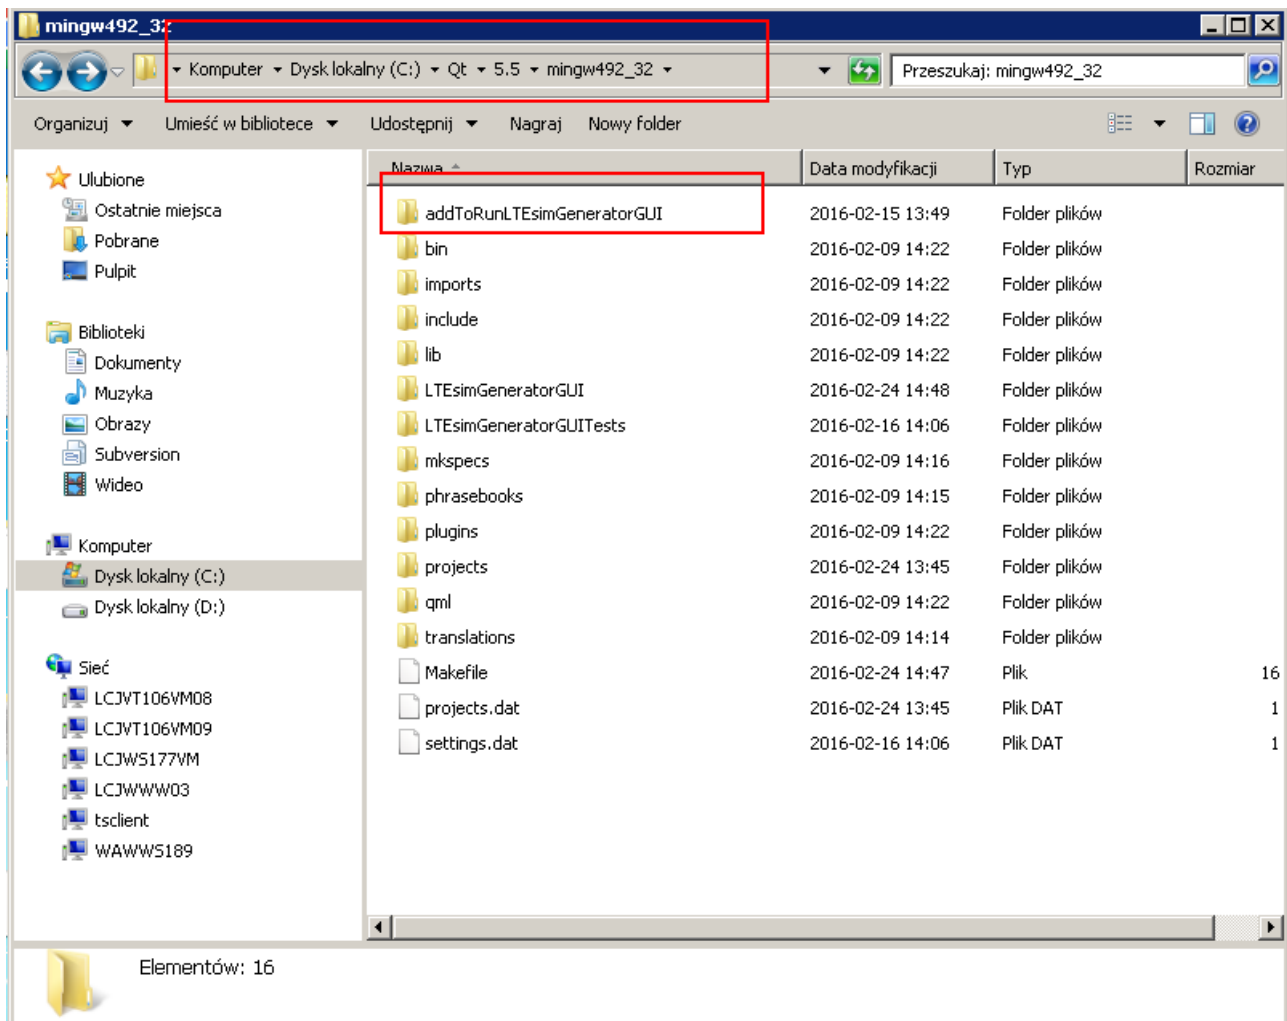 mingw492_32
Komputer Dysk lokalny (C:) Qt 5.5 mingw492_32
Przeszukaj: mingw492_32
Organizuj Umieść w bibliotece Udostępnij Nagraj Nowy folder
Ulubione
Ostatnie miejsca
Pobrane
Pulpit
Biblioteki
Dokumenty
Muzyka
Obrazy
Subversion
Wideo
Komputer
Dysk lokalny (C:)
Dysk lokalny (D:)
Sieć
LCJVT106VM08
LCJVT106VM09
LCJWS177VM
LCJWWW03
tsclient
WAWWS189
Nazwa Data modyfikacji Typ Rozmiar
addToRunLTEsimGeneratorGUI 2016-02-15 13:49 Folder plików
bin 2016-02-09 14:22 Folder plików
imports 2016-02-09 14:22 Folder plików
include 2016-02-09 14:22 Folder plików
lib 2016-02-09 14:22 Folder plików
LTEsimGeneratorGUI 2016-02-24 14:48 Folder plików
LTEsimGeneratorGUITests 2016-02-16 14:06 Folder plików
mkspecs 2016-02-09 14:16 Folder plików
phrasebooks 2016-02-09 14:15 Folder plików
plugins 2016-02-09 14:22 Folder plików
projects 2016-02-24 13:45 Folder plików
qml 2016-02-09 14:22 Folder plików
translations 2016-02-09 14:14 Folder plików
Makefile 2016-02-24 14:47 Plik 16
projects.dat 2016-02-24 13:45 Plik DAT 1
settings.dat 2016-02-16 14:06 Plik DAT 1
Elementów: 16